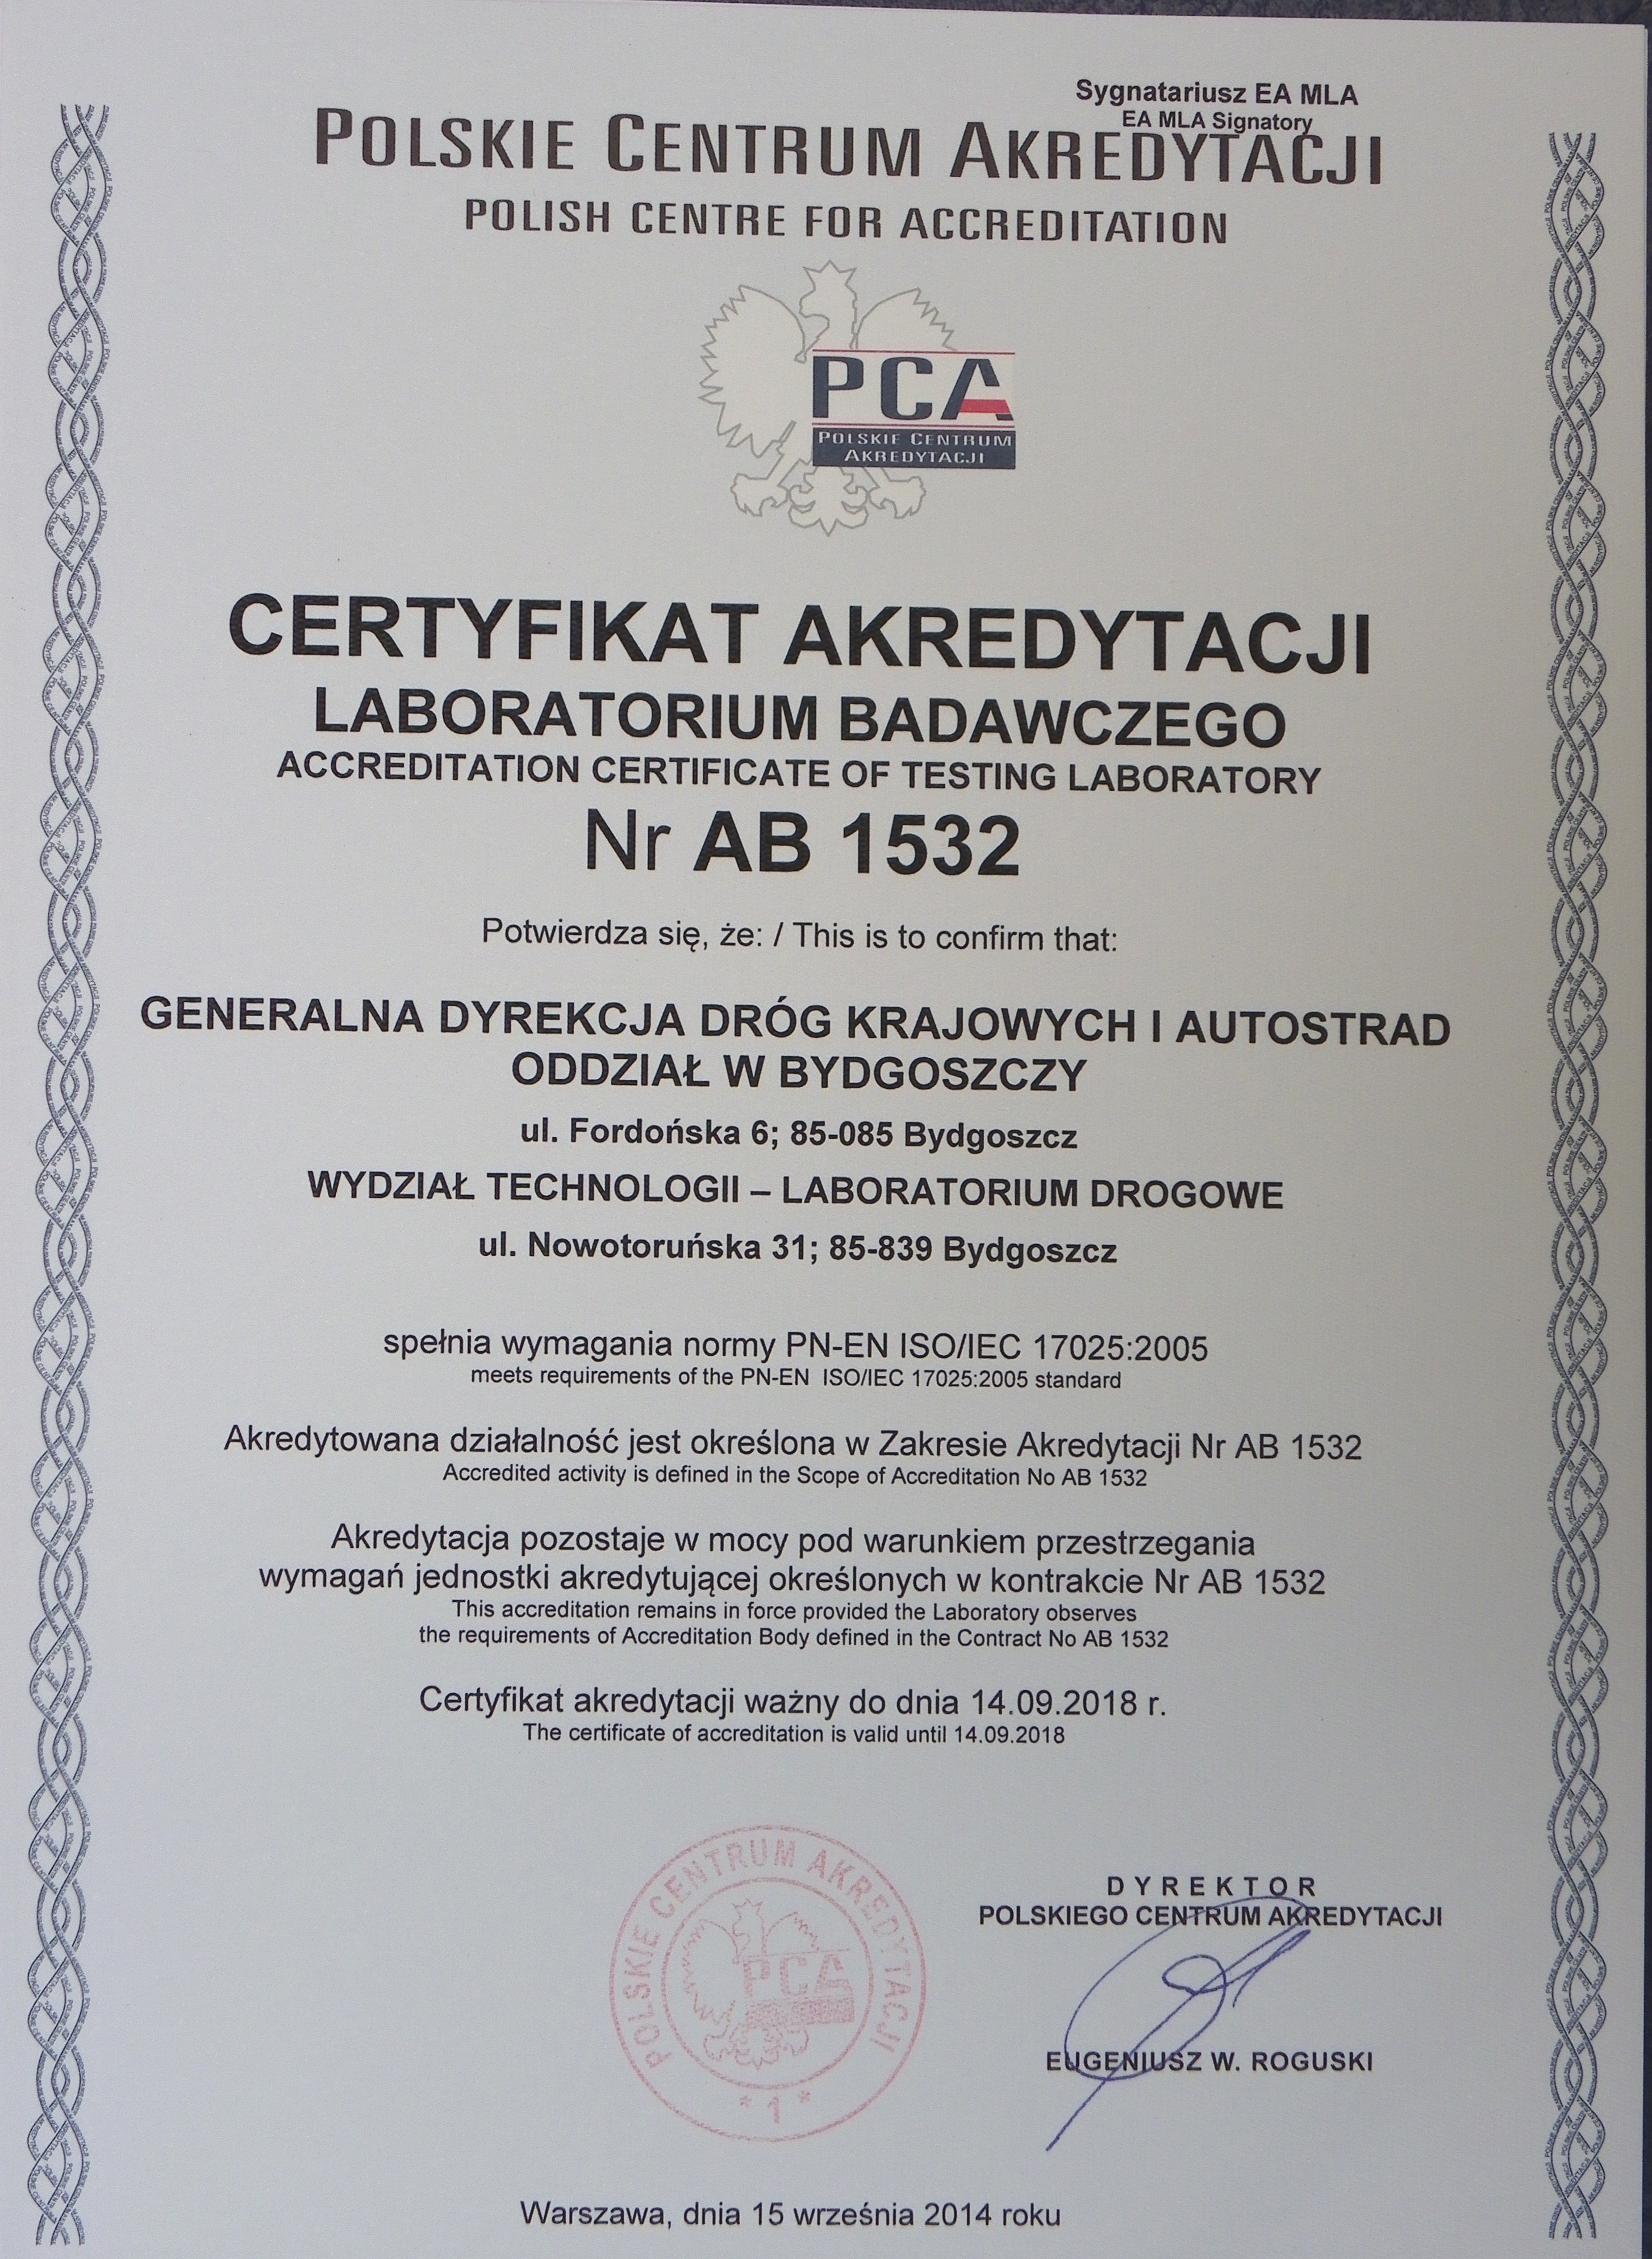 Sygnatariusz EA MLA
EA MLA Signatory
POLSKIE CENTRUM AKREDYTACJI
POLISH CENTRE FOR ACCREDITATION
PCA
POLSKIE CENTRUM
AKREDYTACJI
CERTYFIKAT AKREDYTACJI
LABORATORIUM BADAWCZEGO
ACCREDITATION CERTIFICATE OF TESTING LABORATORY
Nr AB 1532
Potwierdza się, że: / This is to confirm that:
GENERALNA DYREKCJA DRÓG KRAJOWYCH I AUTOSTRAD
ODDZIAŁ W BYDGOSZCZY
ul. Fordońska 6; 85-085 Bydgoszcz
WYDZIAŁ TECHNOLOGII – LABORATORIUM DROGOWE
ul. Nowotoruńska 31; 85-839 Bydgoszcz
spełnia wymagania normy PN-EN ISO/IEC 17025:2005
meets requirements of the PN-EN ISO/IEC 17025:2005 standard
Akredytowana działalność jest określona w Zakresie Akredytacji Nr AB 1532
Accredited activity is defined in the Scope of Accreditation No AB 1532
Akredytacja pozostaje w mocy pod warunkiem przestrzegania
wymagań jednostki akredytującej określonych w kontrakcie Nr AB 1532
This accreditation remains in force provided the Laboratory observes
the requirements of Accreditation Body defined in the Contract No AB 1532
Certyfikat akredytacji ważny do dnia 14.09.2018 r.
The certificate of accreditation is valid until 14.09.2018
POLSKIE CENTRUM AKREDYTACJI
PCA
* 1 *
DYREKTOR
POLSKIEGO CENTRUM AKREDYTACJI
EUGENIUSZ W. ROGUSKI
Warszawa, dnia 15 września 2014 roku